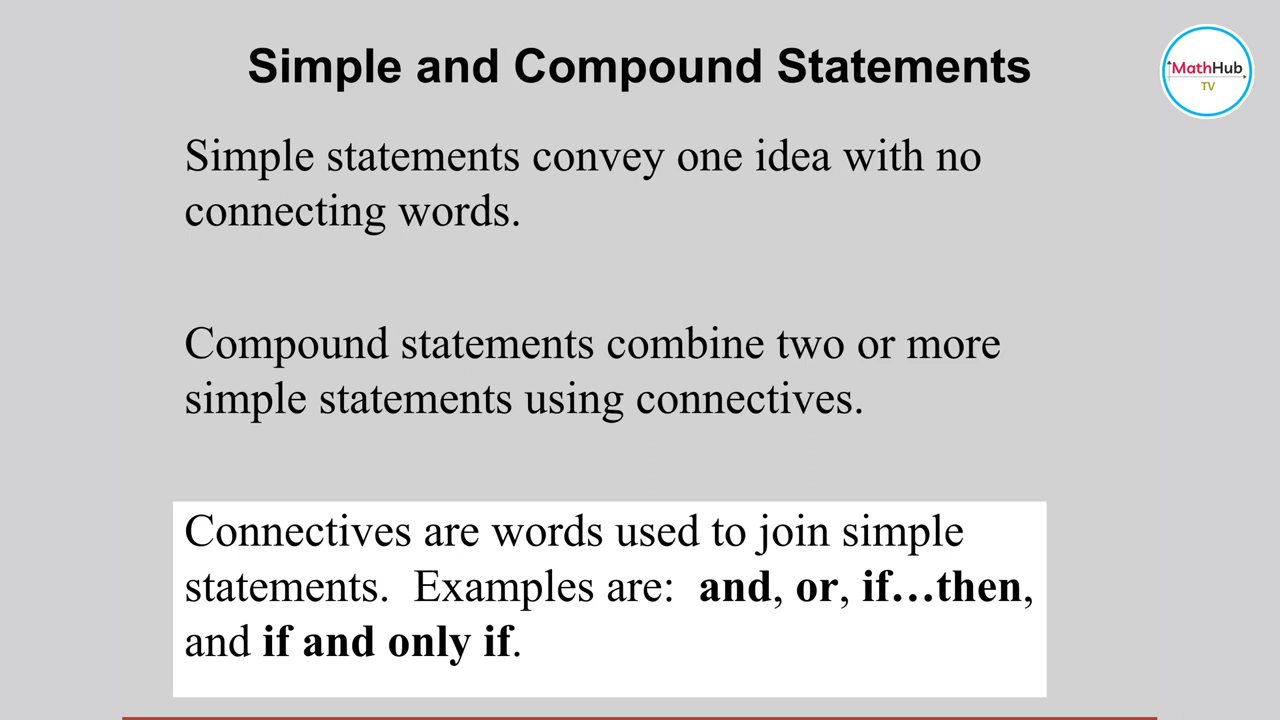 Simple and Compound Statements
MathHub
TV
Simple statements convey one idea with no
connecting words.
Compound statements combine two or more
simple statements using connectives.
Connectives are words used to join simple
statements.  Examples are:  and, or, if…then,
and if and only if.